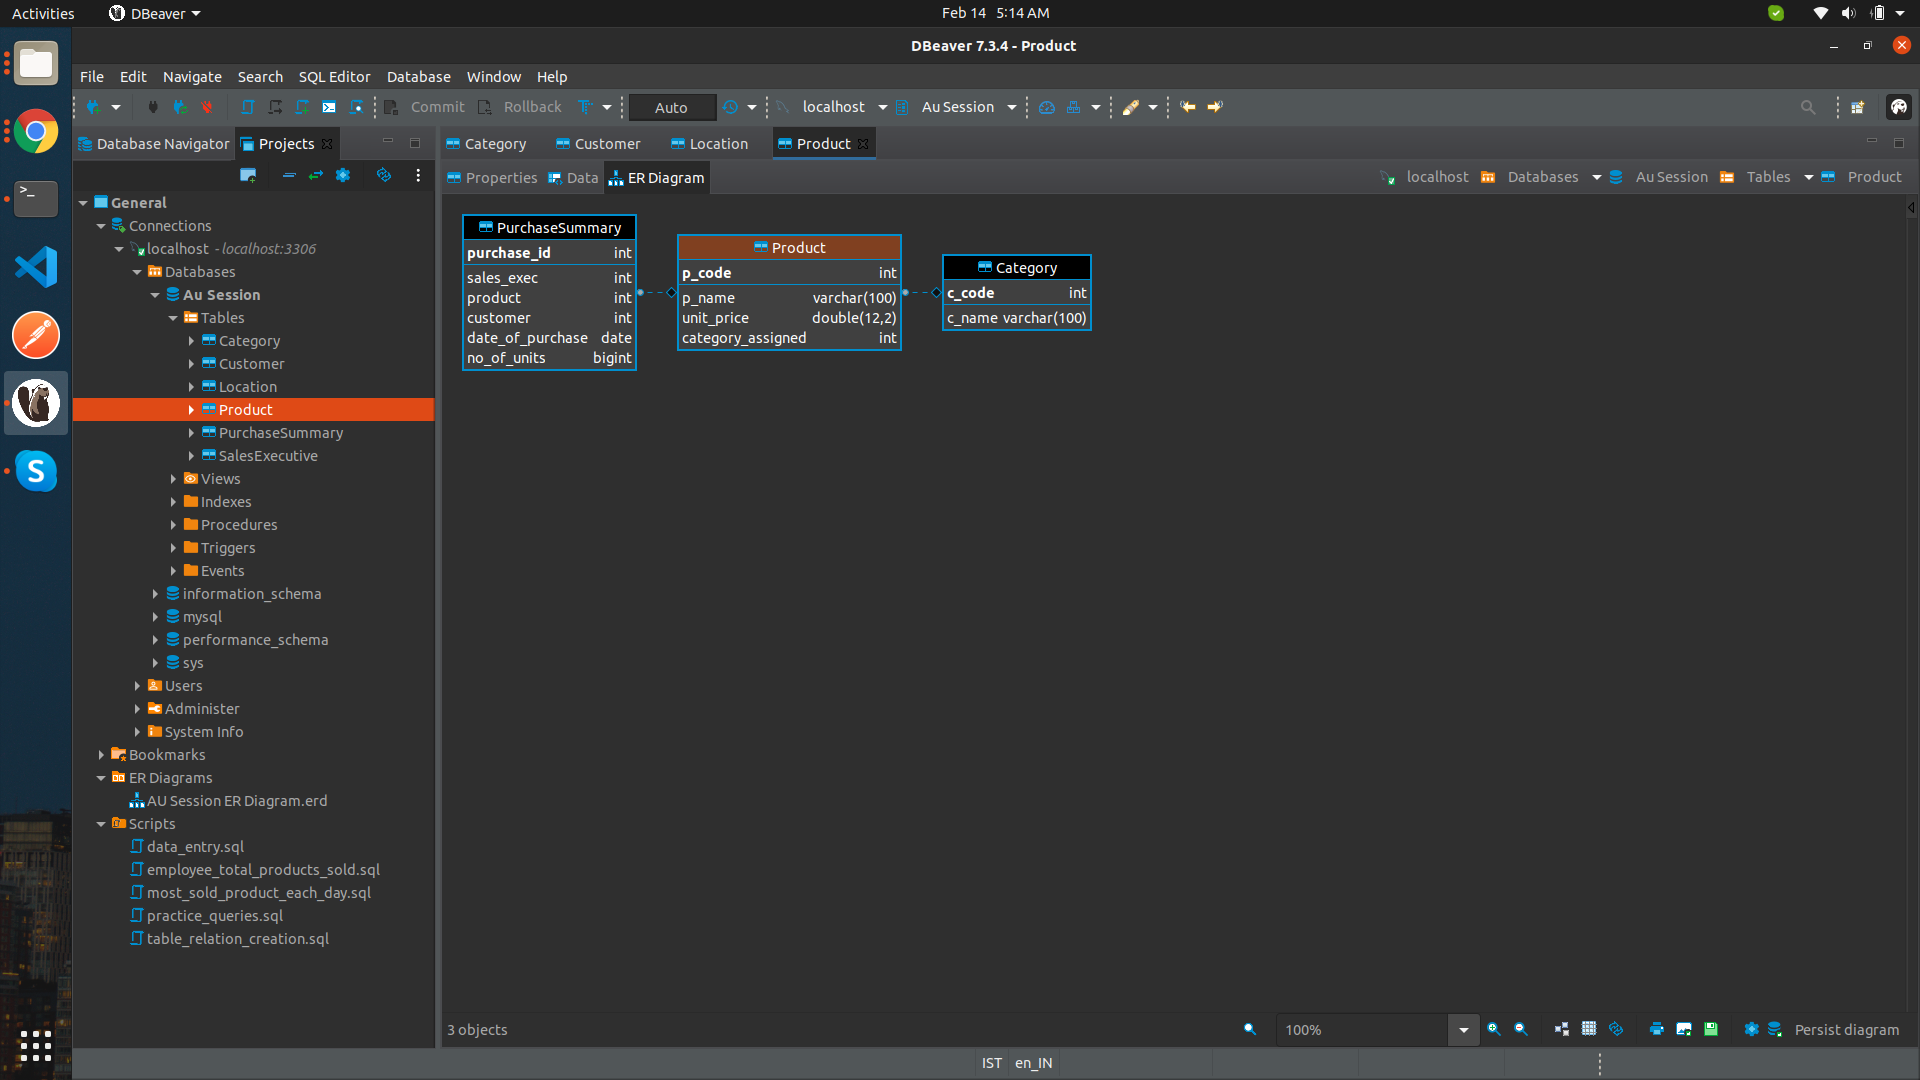 Activities DBeaver Feb 14 5:14 AM
DBeaver 7.3.4 - Product
File Edit Navigate Search SQL Editor Database Window Help
Commit Rollback Auto localhost Au Session
Database Navigator Projects Category Customer Location Product
Properties Data ER Diagram localhost Databases Au Session Tables Product
General
Connections
localhost - localhost:3306
Databases
Au Session
Tables
Category
Customer
Location
Product
PurchaseSummary
SalesExecutive
Views
Indexes
Procedures
Triggers
Events
information_schema
mysql
performance_schema
sys
Users
Administer
System Info
Bookmarks
ER Diagrams
AU Session ER Diagram.erd
Scripts
data_entry.sql
employee_total_products_sold.sql
most_sold_product_each_day.sql
practice_queries.sql
table_relation_creation.sql
PurchaseSummary
purchase_id int
sales_exec int
product int
customer int
date_of_purchase date
no_of_units bigint
Product
p_code int
p_name varchar(100)
unit_price double(12,2)
category_assigned int
Category
c_code int
c_name varchar(100)
3 objects 100% Persist diagram
IST en_IN